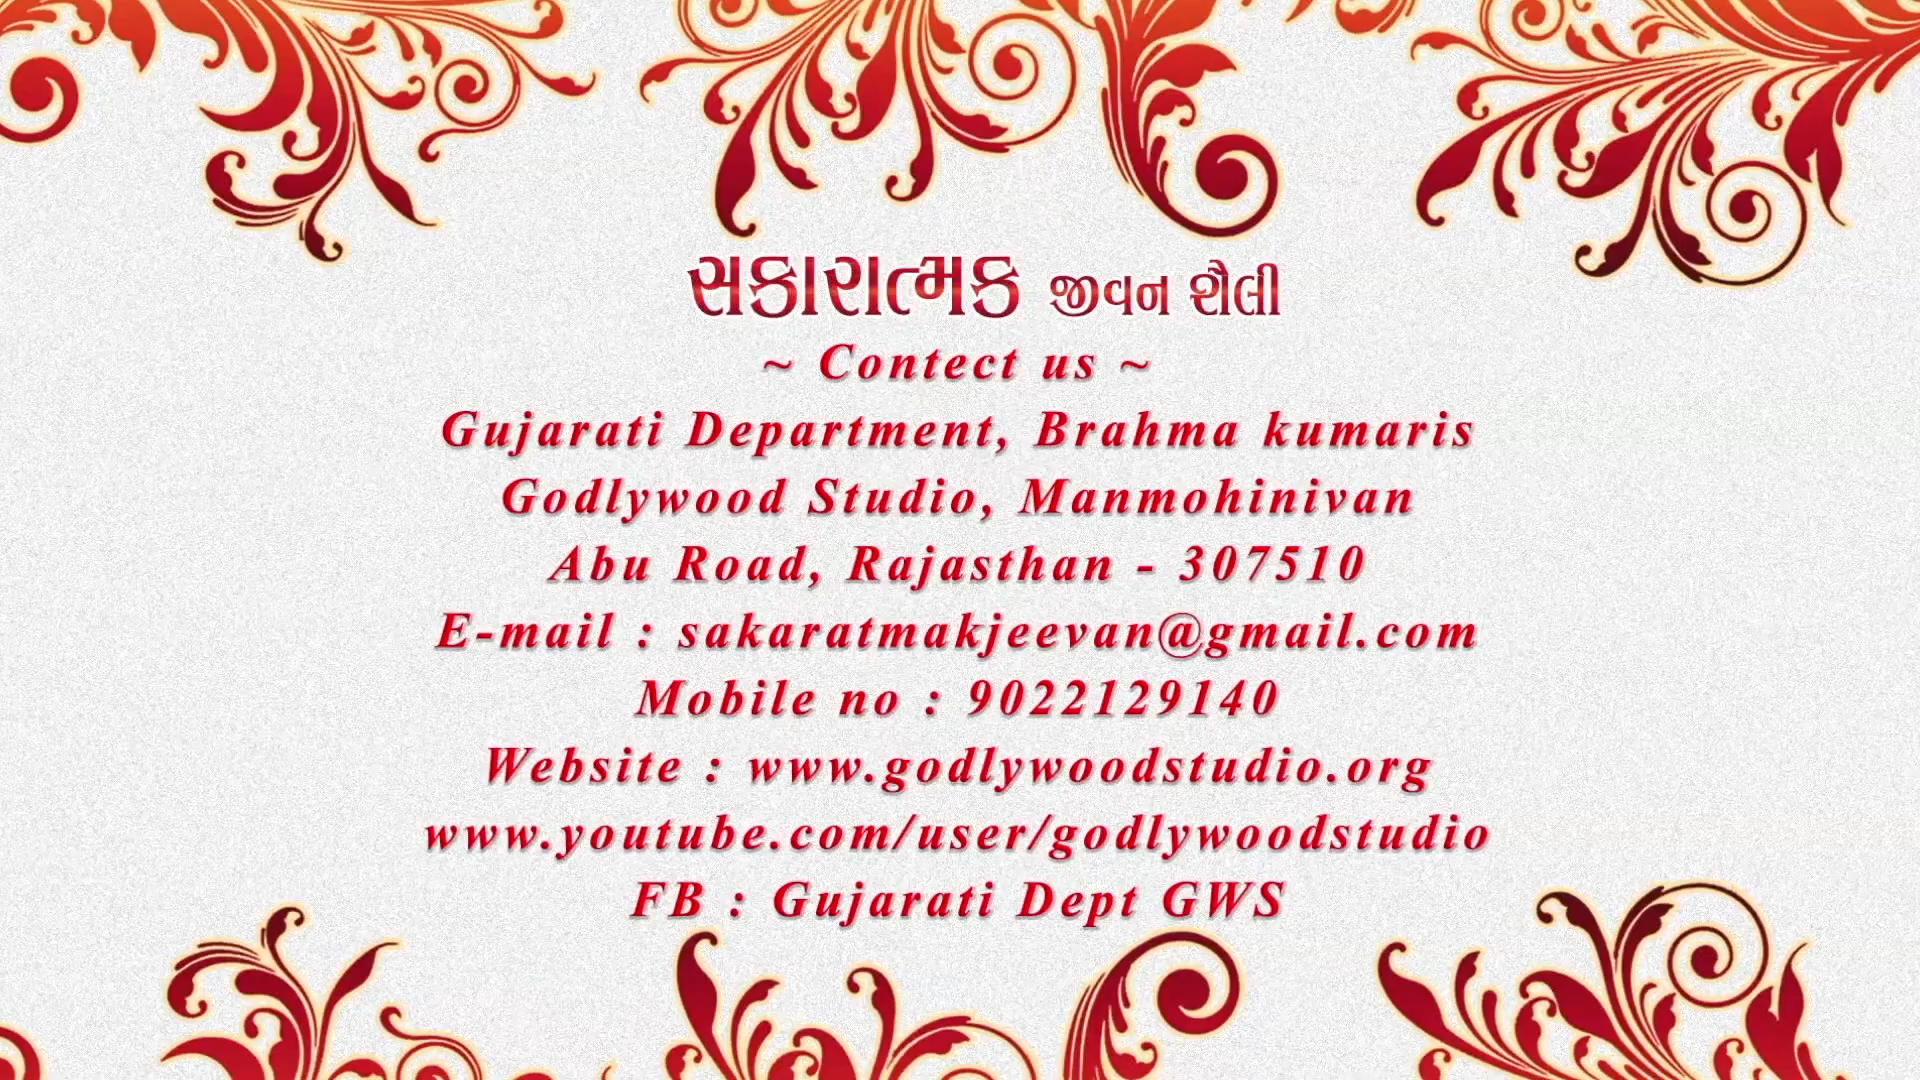 સકારાત્મક જીવન શૈલી
~ Contect us ~
Gujarati Department, Brahma kumaris
Godlywood Studio, Manmohinivan
Abu Road, Rajasthan - 307510
E-mail : sakaratmakjeevan@gmail.com
Mobile no : 9022129140
Website : www.godlywoodstudio.org
www.youtube.com/user/godlywoodstudio
FB : Gujarati Dept GWS